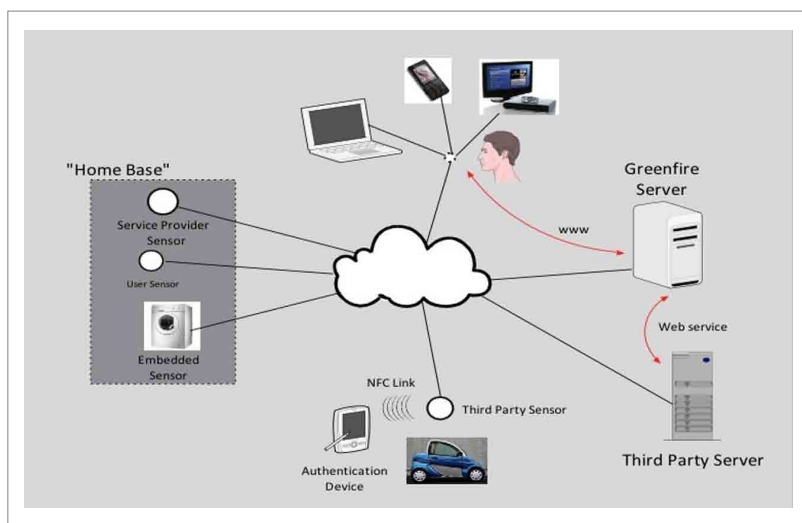 "Home Base"
Service Provider
Sensor
User Sensor
Embedded
Sensor
Greenfire
Server
www
Web service
NFC Link
Third Party Sensor
Authentication
Device
Third Party Server